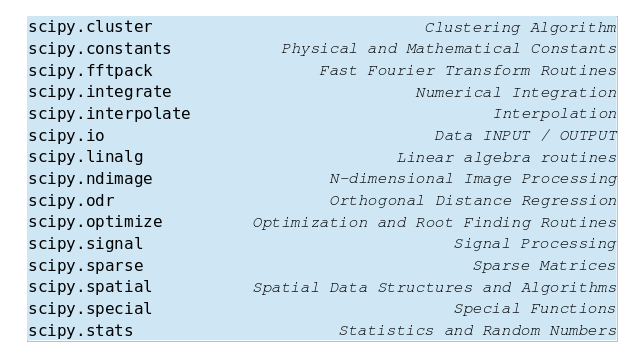 scipy.cluster Clustering Algorithm
scipy.constants Physical and Mathematical Constants
scipy.fftpack Fast Fourier Transform Routines
scipy.integrate Numerical Integration
scipy.interpolate Interpolation
scipy.io Data INPUT / OUTPUT
scipy.linalg Linear algebra routines
scipy.ndimage N-dimensional Image Processing
scipy.odr Orthogonal Distance Regression
scipy.optimize Optimization and Root Finding Routines
scipy.signal Signal Processing
scipy.sparse Sparse Matrices
scipy.spatial Spatial Data Structures and Algorithms
scipy.special Special Functions
scipy.stats Statistics and Random Numbers